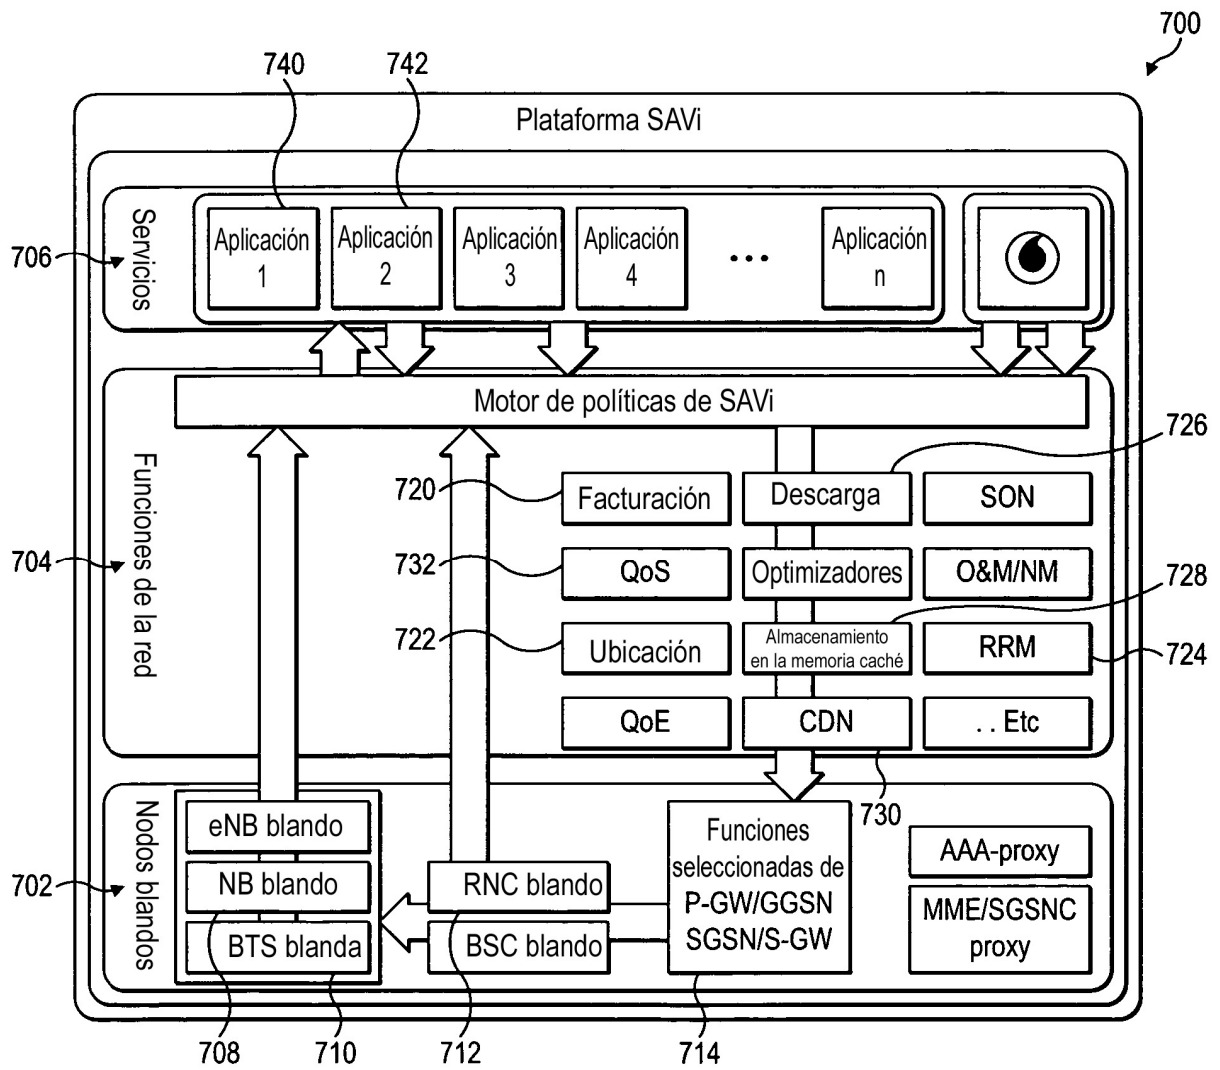 700
740
742
Plataforma SAVi
Servicios
706
Aplicación
1
Aplicación
2
Aplicación
3
Aplicación
4
...
Aplicación
n
Motor de políticas de SAVi
Funciones de la red
704
726
720
Facturación
Descarga
SON
732
QoS
Optimizadores
O&M/NM
728
722
Ubicación
Almacenamiento
en la memoria caché
RRM
724
QoE
CDN
. . Etc
730
Nodos blandos
702
eNB blando
NB blando
BTS blanda
RNC blando
BSC blando
Funciones
seleccionadas de
P-GW/GGSN
SGSN/S-GW
AAA-proxy
MME/SGSNC
proxy
708
710
712
714